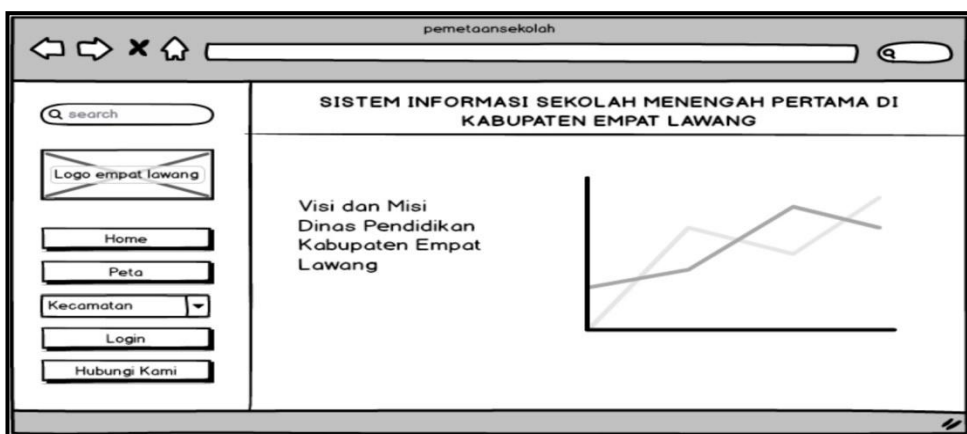 pemetaansekolah
search
Logo empat lawang
Home
Peta
Kecamatan
Login
Hubungi Kami
SISTEM INFORMASI SEKOLAH MENENGAH PERTAMA DI
KABUPATEN EMPAT LAWANG
Visi dan Misi
Dinas Pendidikan
Kabupaten Empat
Lawang